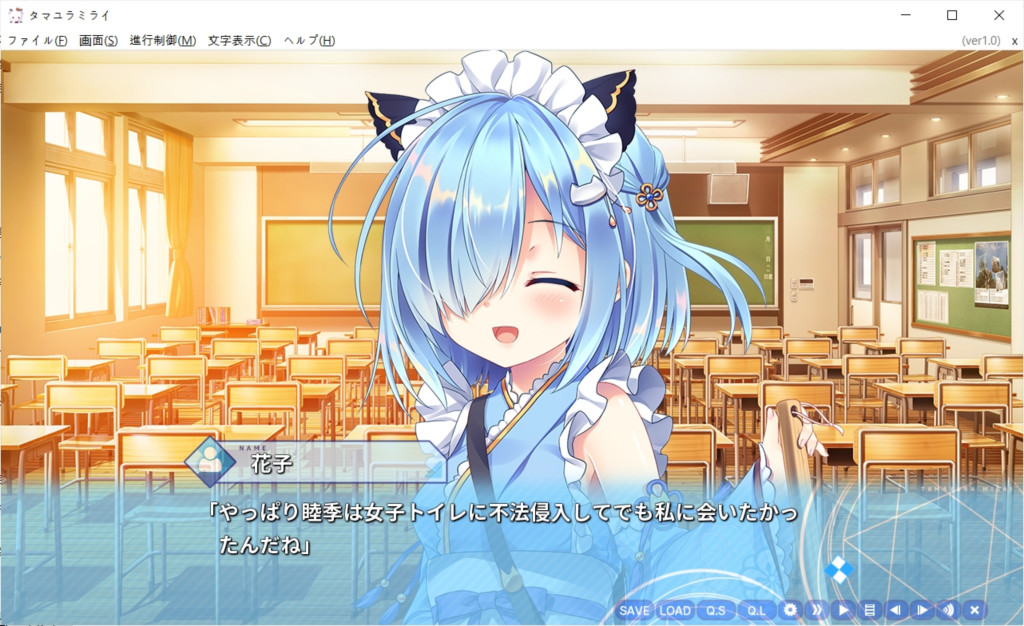 タマユラミライ
ファイル(F) 画面(S) 進行制御(M) 文字表示(C) ヘルプ(H) (ver1.0) x
NAME
花子
「やっぱり睦季は女子トイレに不法侵入してでも私に会いたかっ
たんだね」
SAVE LOAD Q.S Q.L